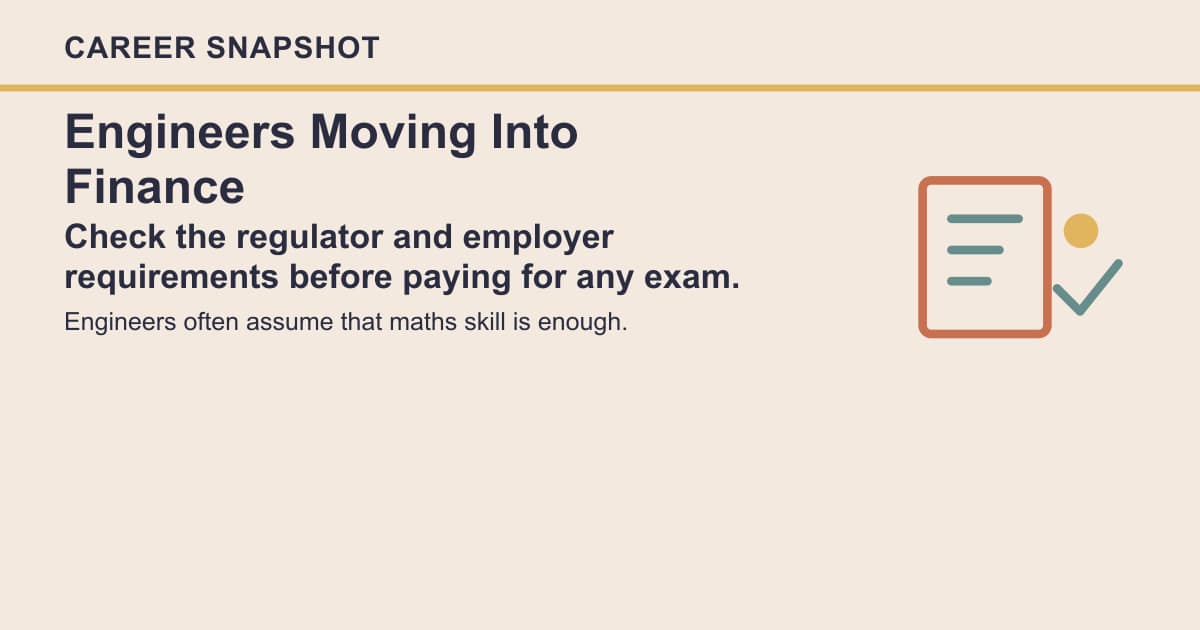 CAREER SNAPSHOT
Engineers Moving Into
Finance
Check the regulator and employer
requirements before paying for any exam.
Engineers often assume that maths skill is enough.